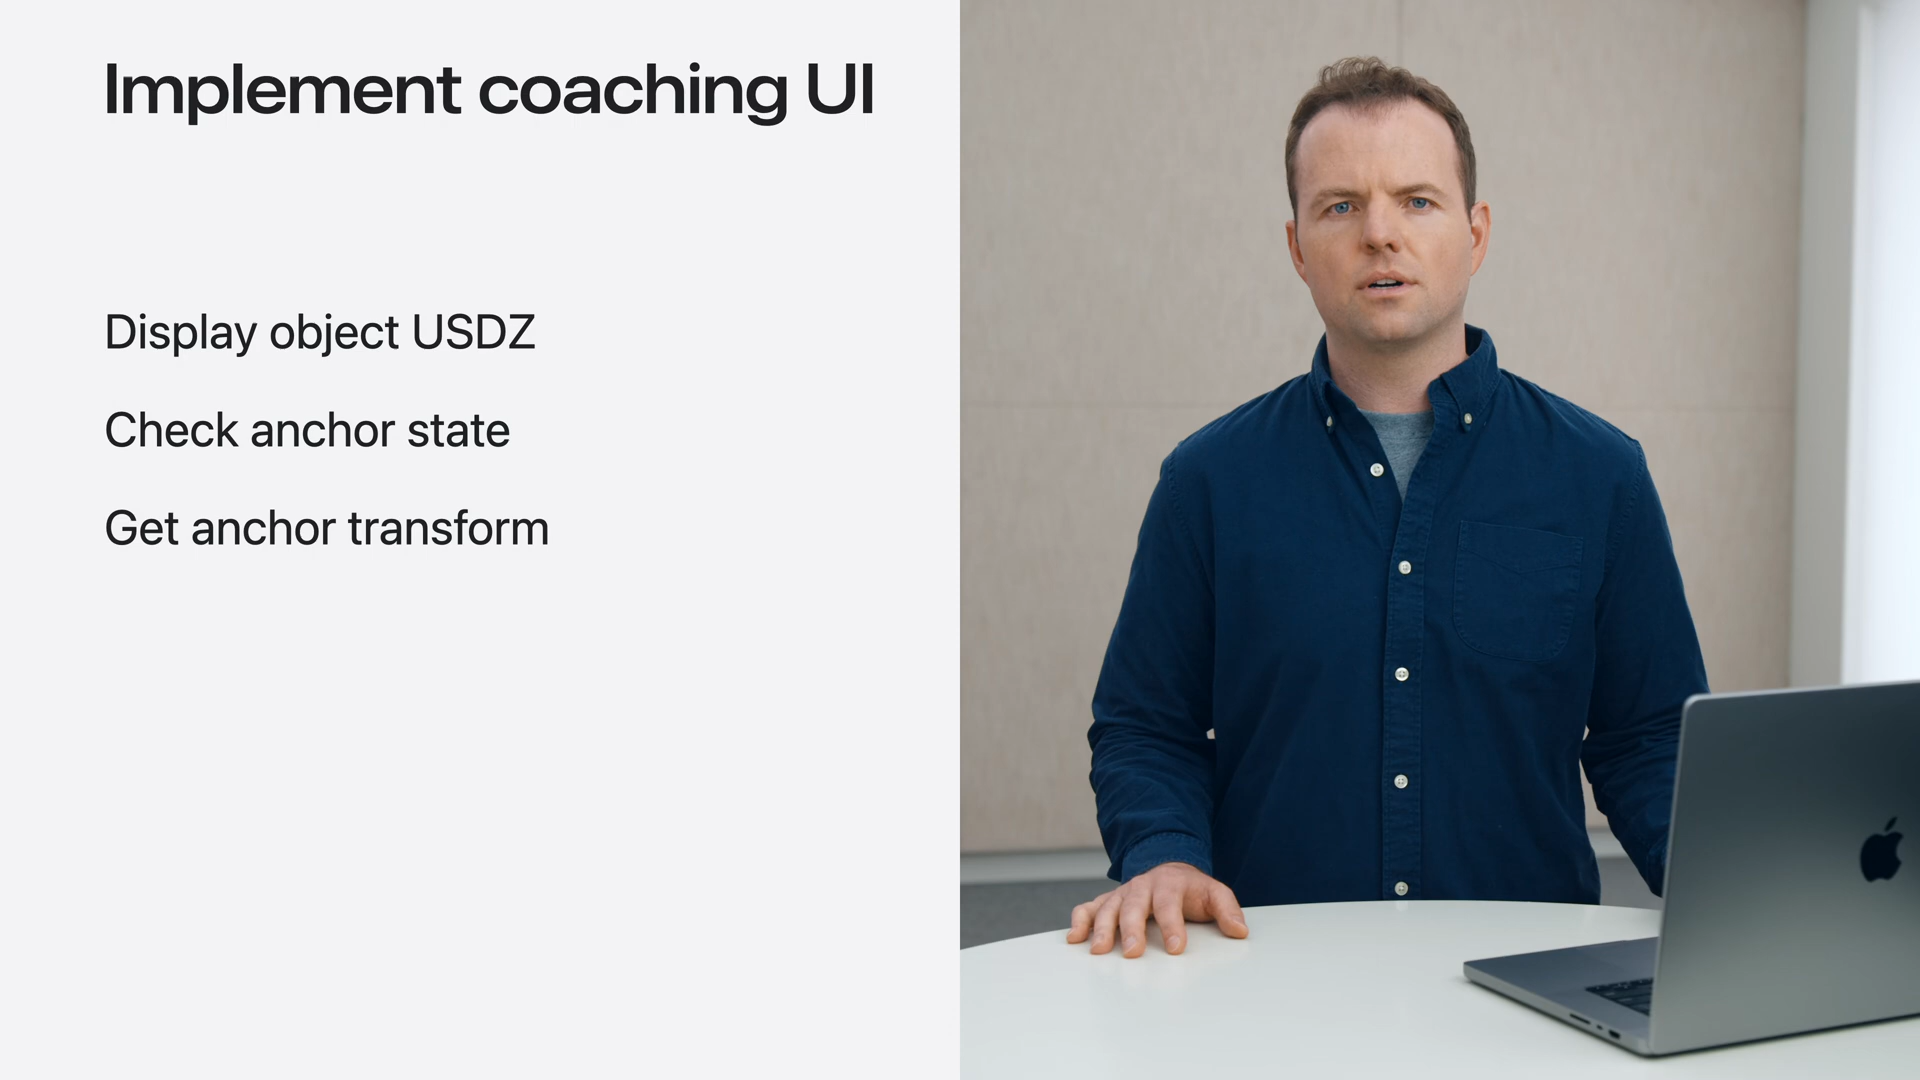 Implement coaching UI
Display object USDZ
Check anchor state
Get anchor transform